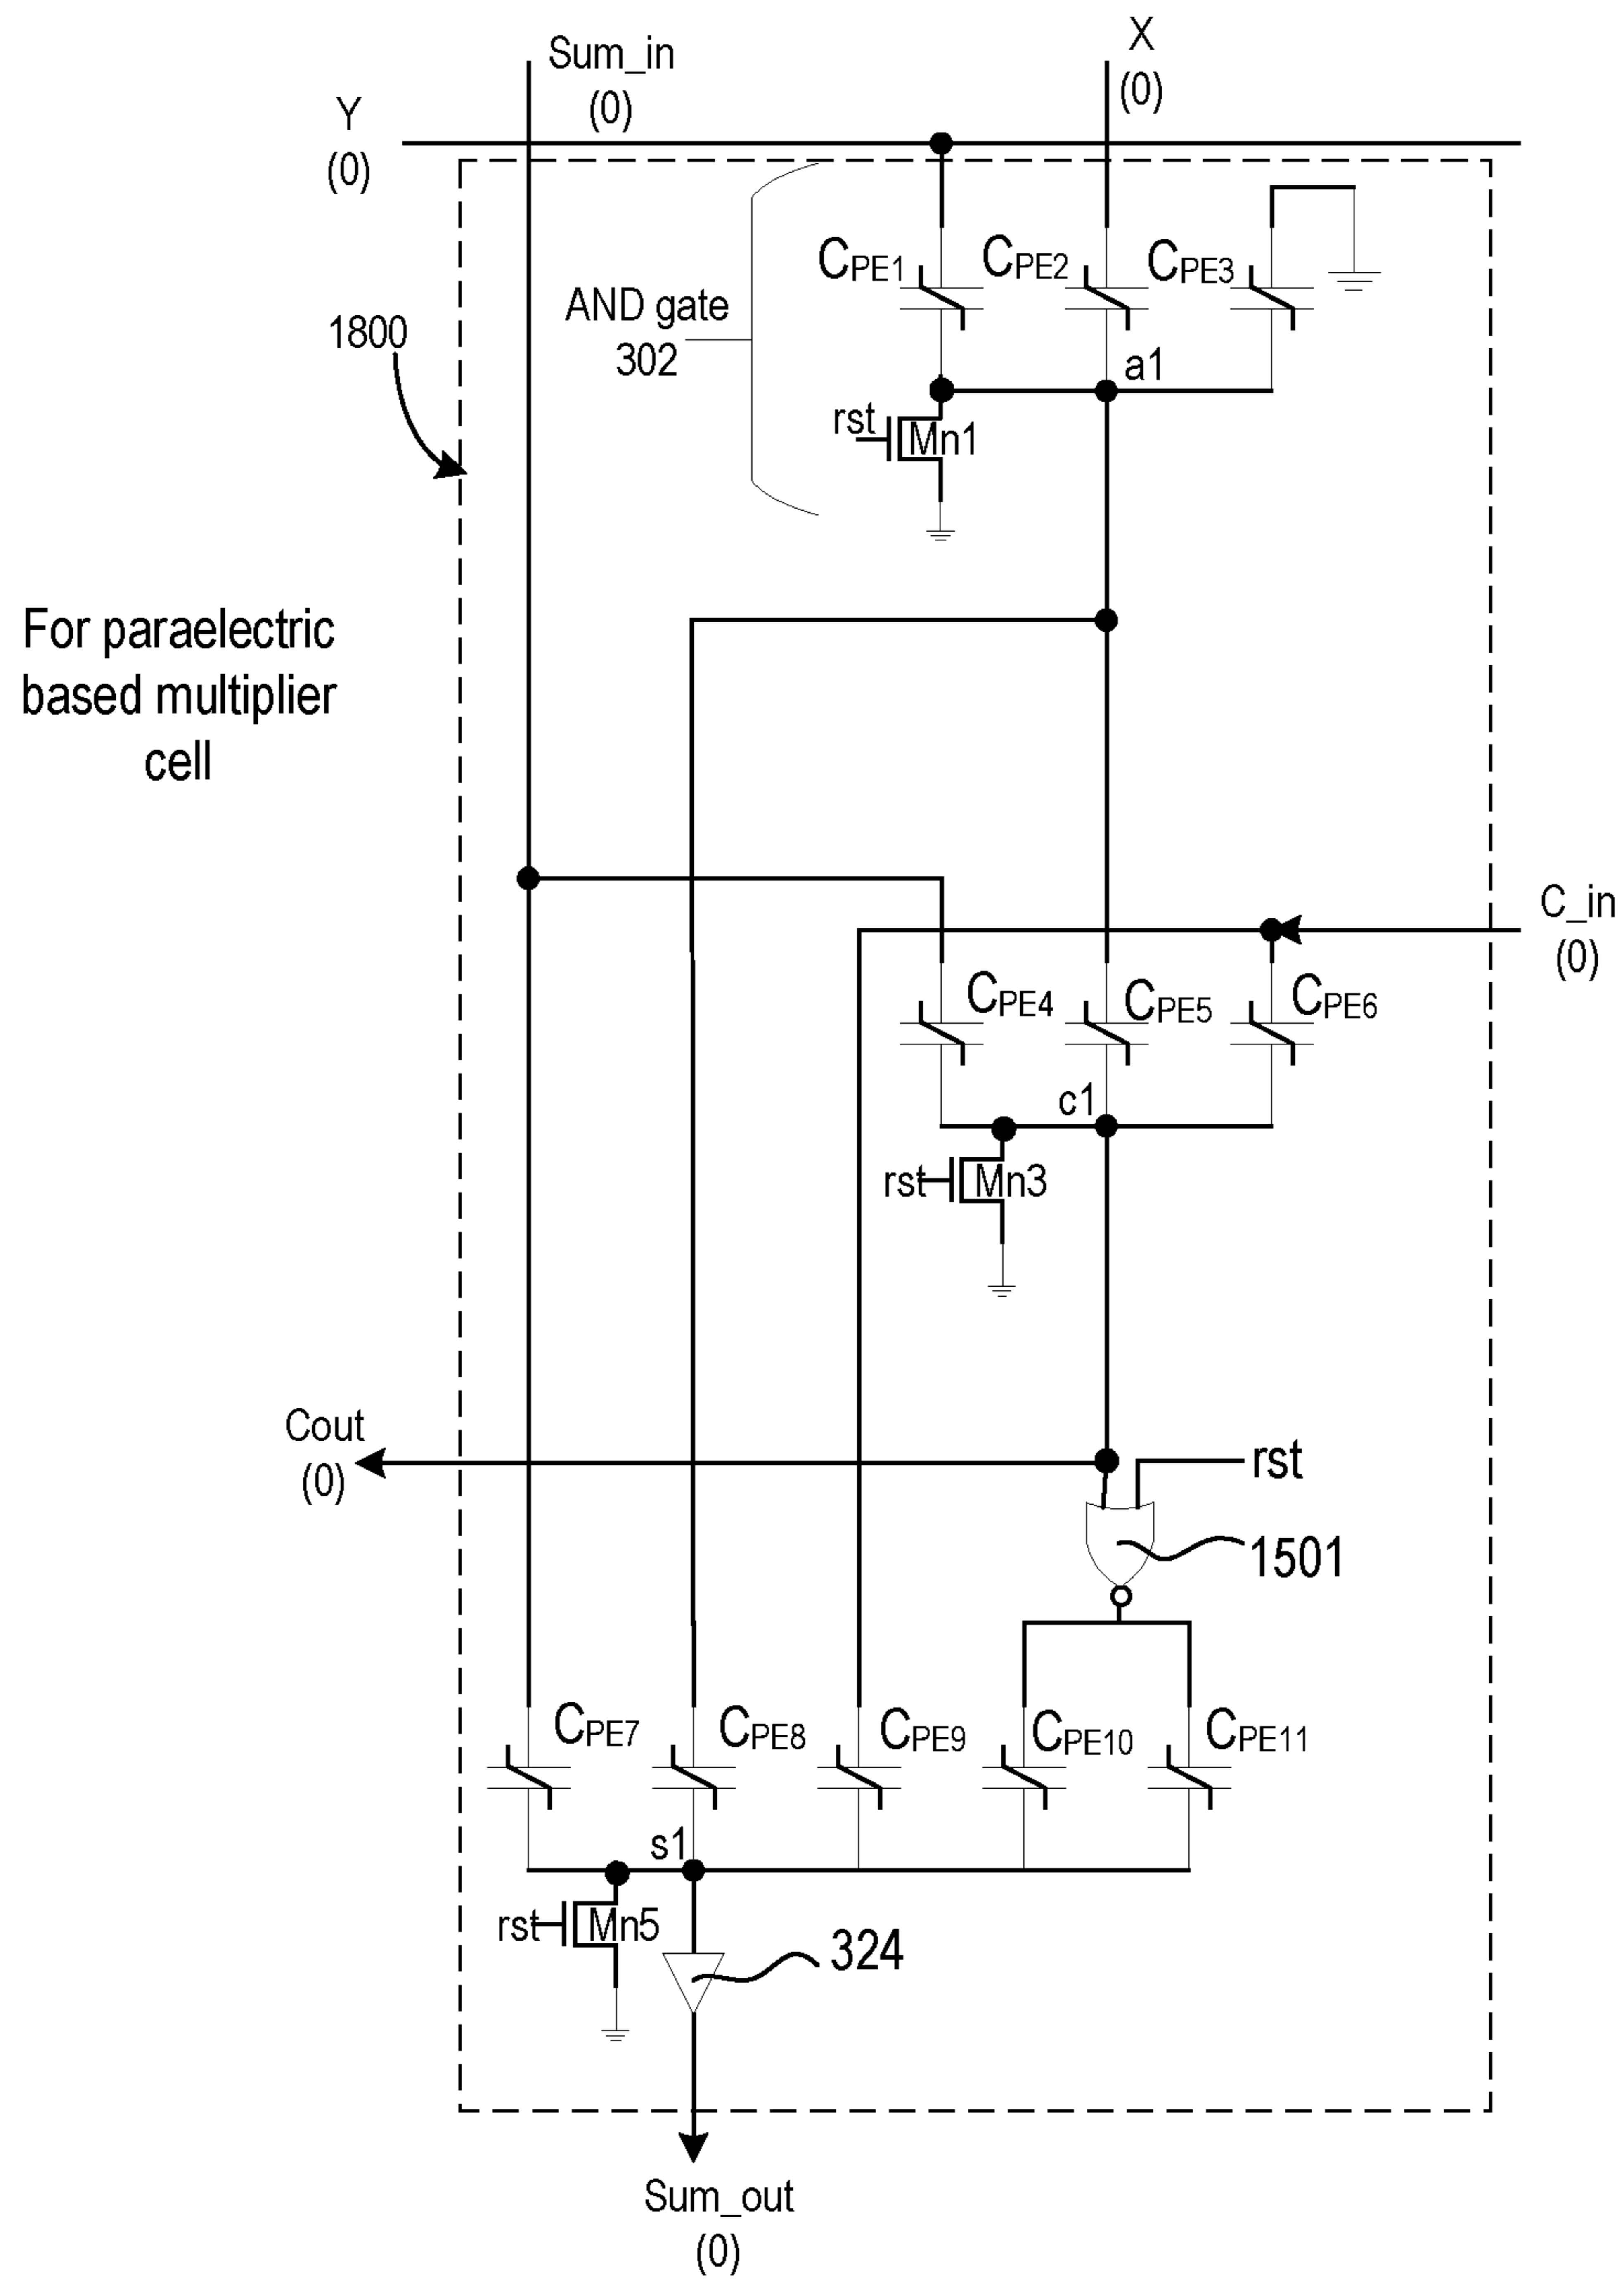 Sum_in
(0)
X
(0)
Y
(0)
CPE1
CPE2
CPE3
AND gate
302
1800
a1
rst
Mn1
For paraelectric
based multiplier
cell
C_in
(0)
CPE4
CPE5
CPE6
c1
rst
Mn3
Cout
(0)
rst
1501
CPE7
CPE8
CPE9
CPE10
CPE11
s1
rst
Mn5
324
Sum_out
(0)